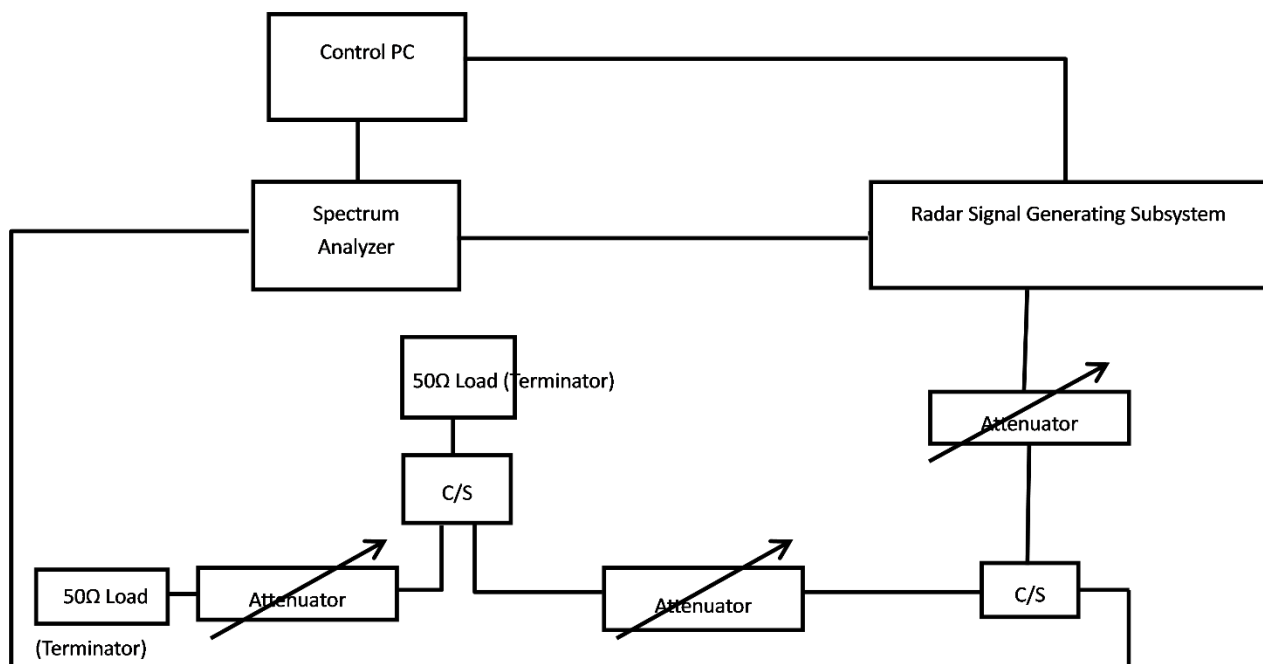 Control PC
Spectrum
Analyzer
Radar Signal Generating Subsystem
50Ω Load (Terminator)
Attenuator
C/S
50Ω Load
(Terminator)
Attenuator
Attenuator
C/S